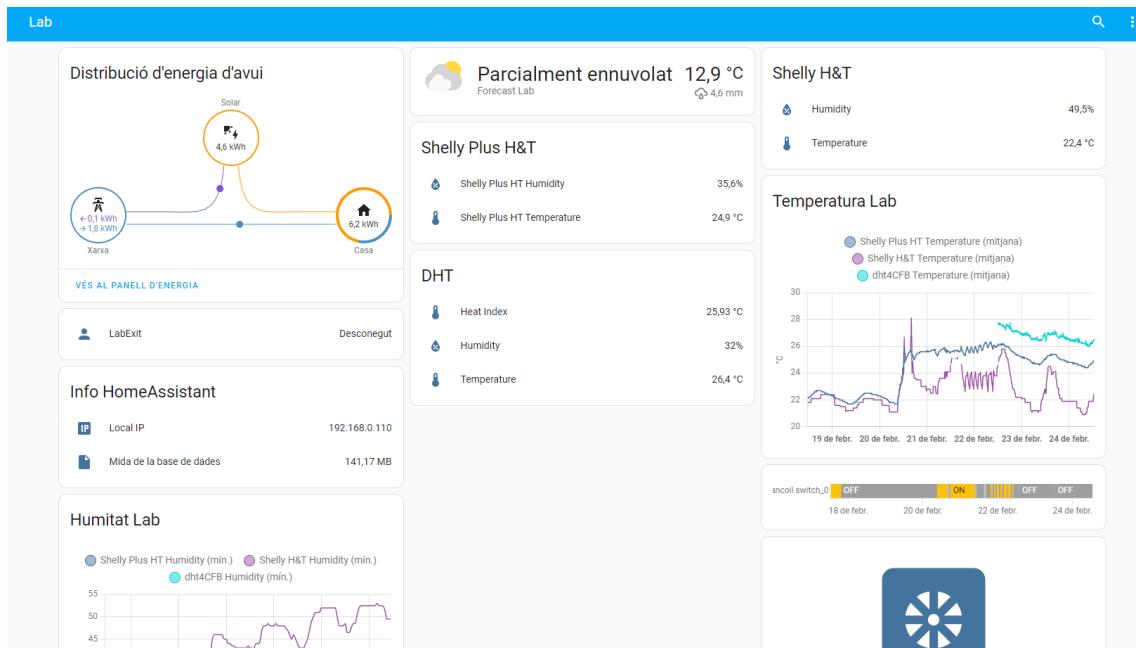 Lab
Distribució d'energia d'avui
Solar
4,6 kWh
← 0,1 kWh
→ 1,8 kWh
Xarxa
6,2 kWh
Casa
VÉS AL PANELL D'ENERGIA
LabExit
Desconegut
Info HomeAssistant
IP
Local IP
192.168.0.110
Mida de la base de dades
141,17 MB
Humitat Lab
Shelly Plus HT Humidity (mín.)
Shelly H&T Humidity (mín.)
dht4CFB Humidity (mín.)
55
50
45
Parcialment ennuvolat
12,9 °C
Forecast Lab
4,6 mm
Shelly Plus H&T
Shelly Plus HT Humidity
35,6%
Shelly Plus HT Temperature
24,9 °C
DHT
Heat Index
25,93 °C
Humidity
32%
Temperature
26,4 °C
Shelly H&T
Humidity
49,5%
Temperature
22,4 °C
Temperatura Lab
Shelly Plus HT Temperature (mitjana)
Shelly H&T Temperature (mitjana)
dht4CFB Temperature (mitjana)
30
28
26
24
22
20
°C
19 de febr. 20 de febr. 21 de febr. 22 de febr. 23 de febr. 24 de febr.
ancoil switch_0
OFF ON OFF OFF
18 de febr. 20 de febr. 22 de febr. 24 de febr.